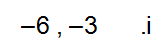 –6 , –3 .i